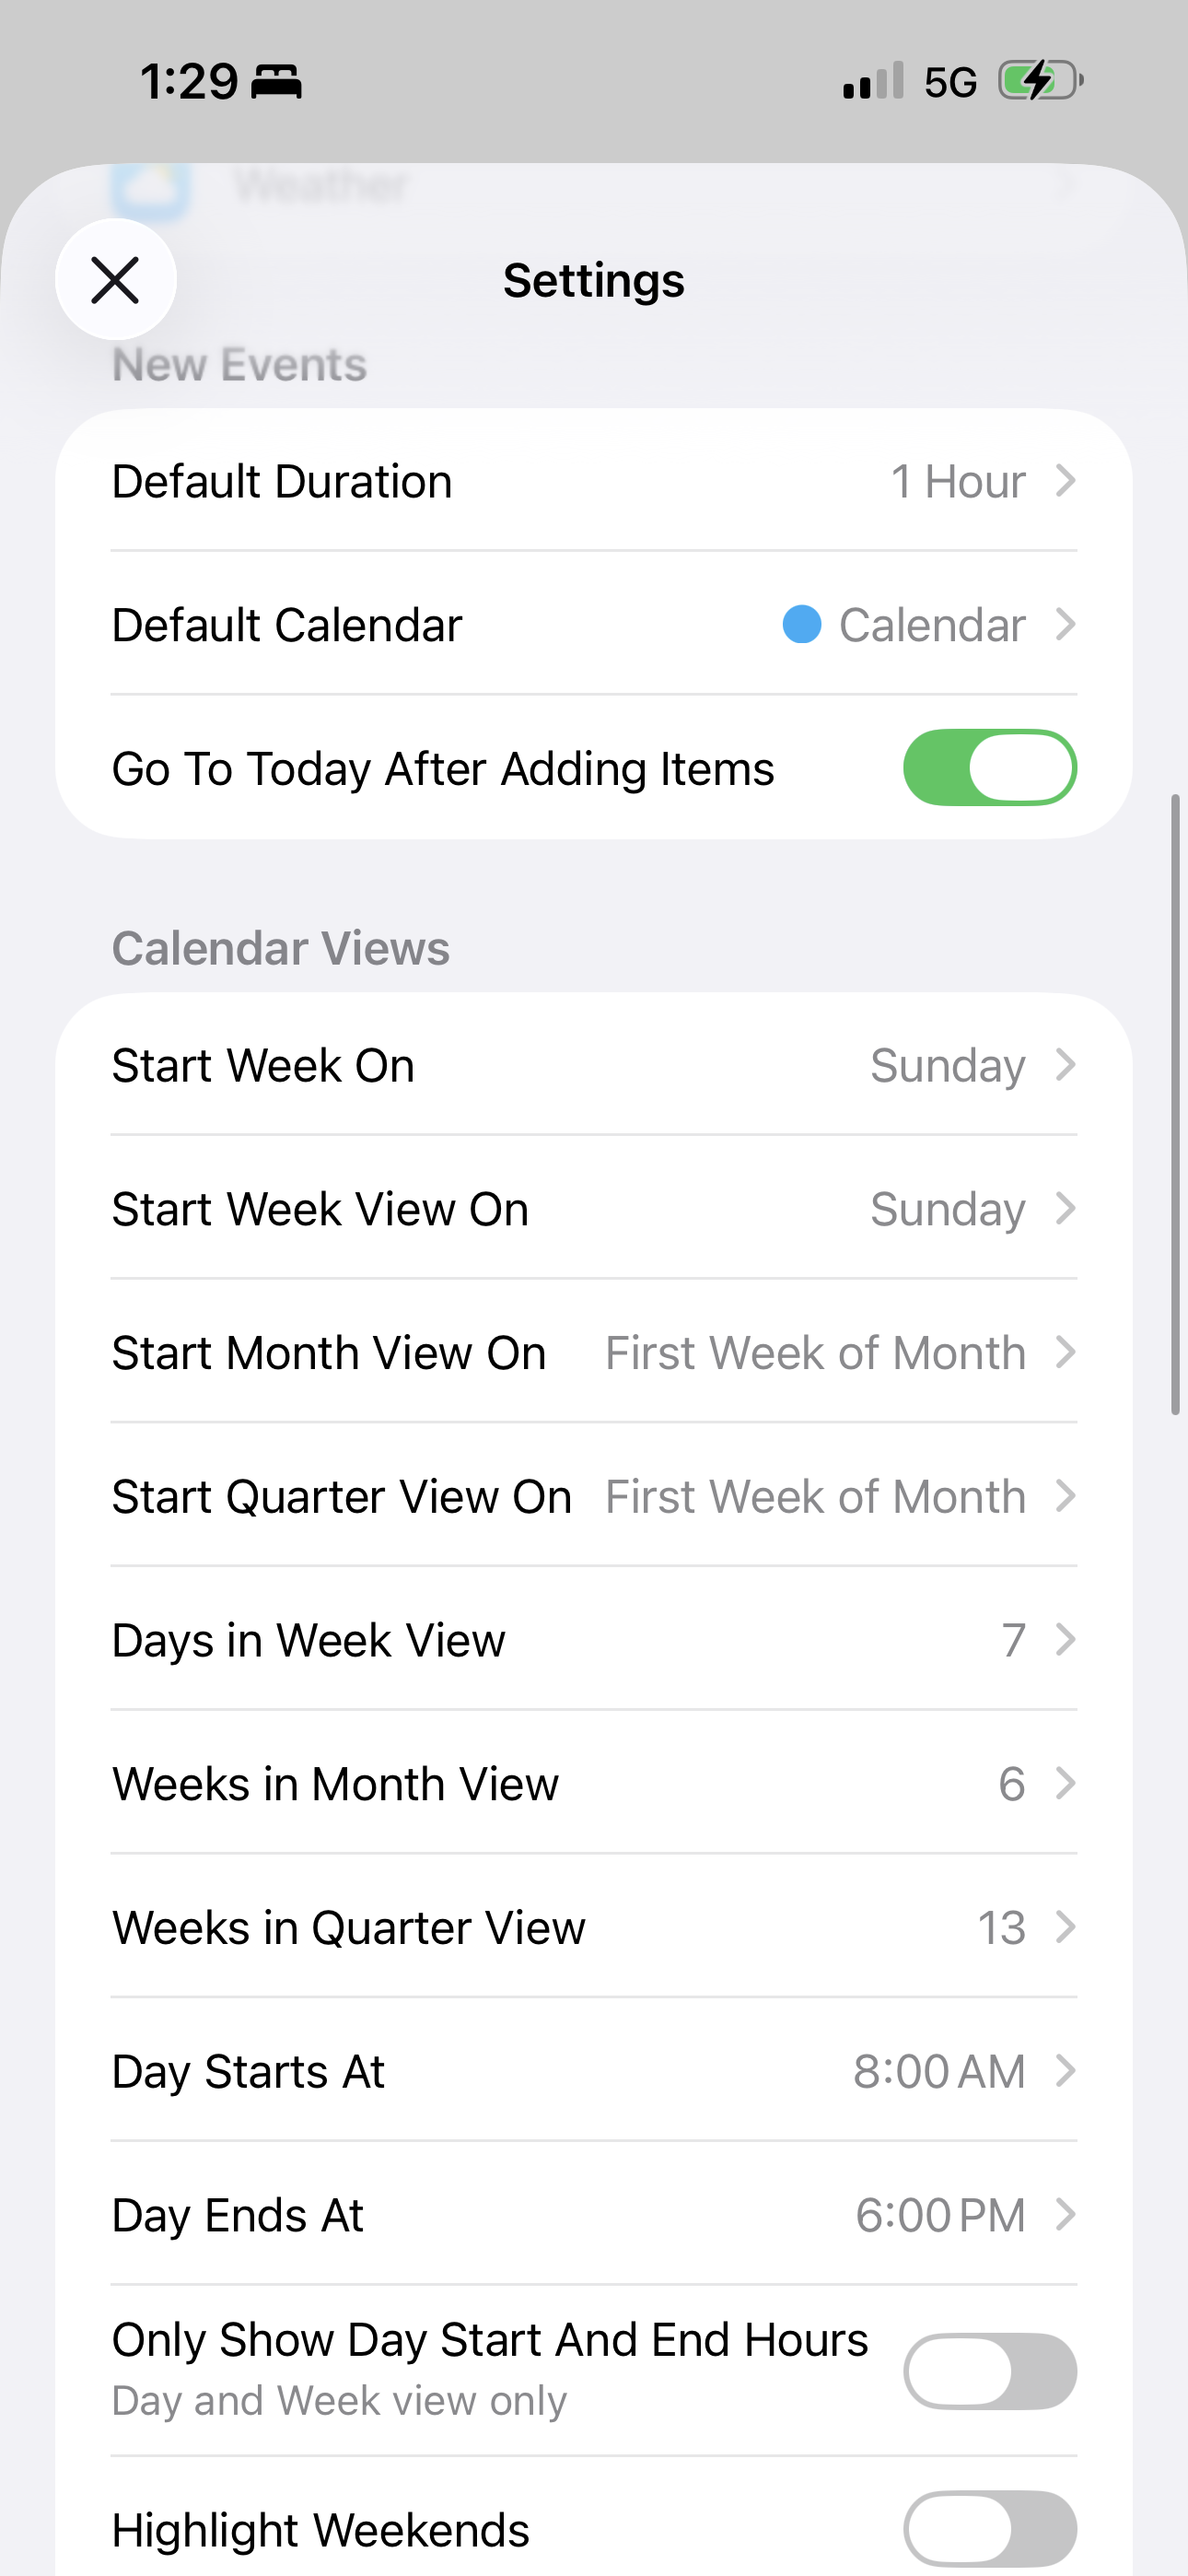 1:29
5G
Weather
Settings
New Events
Default Duration 1 Hour
Default Calendar Calendar
Go To Today After Adding Items
Calendar Views
Start Week On Sunday
Start Week View On Sunday
Start Month View On First Week of Month
Start Quarter View On First Week of Month
Days in Week View 7
Weeks in Month View 6
Weeks in Quarter View 13
Day Starts At 8:00 AM
Day Ends At 6:00 PM
Only Show Day Start And End Hours
Day and Week view only
Highlight Weekends